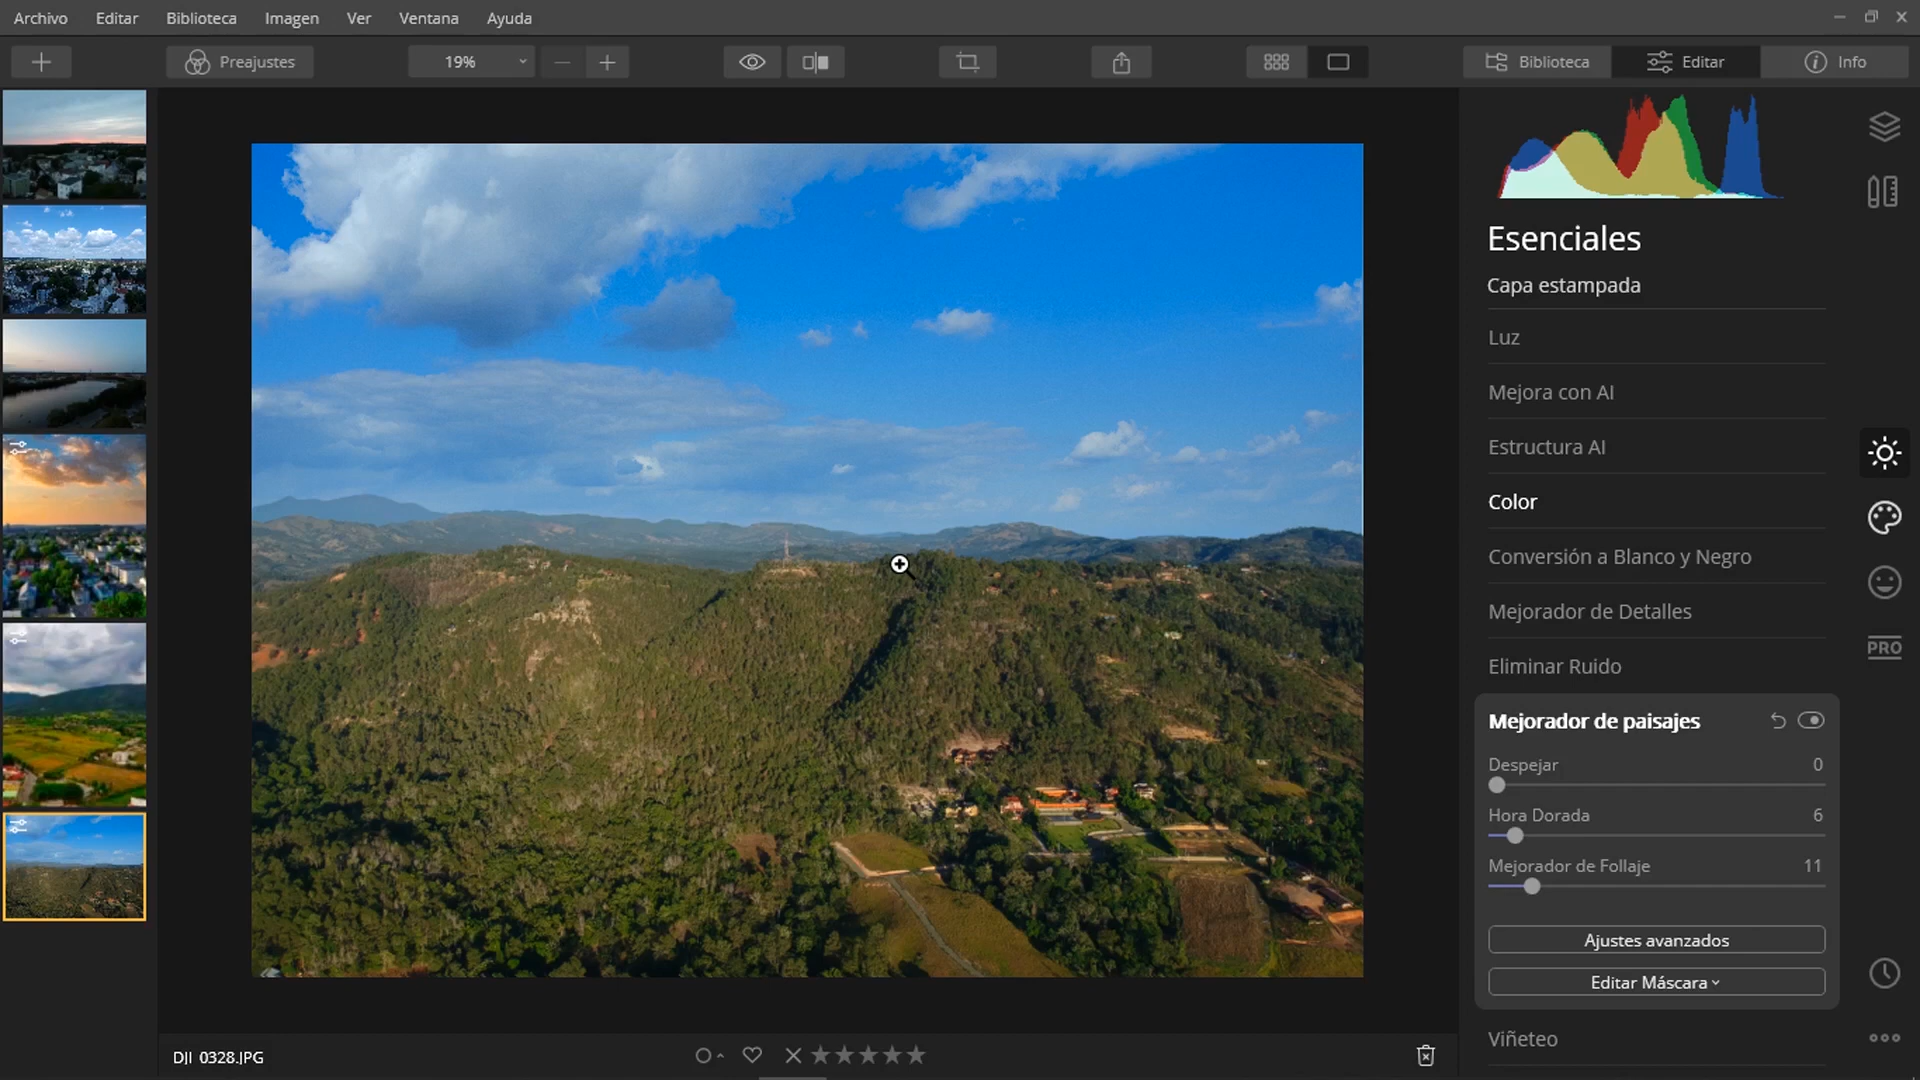 Archivo Editar Biblioteca Imagen Ver Ventana Ayuda
Preajustes 19% Biblioteca Editar Info
Esenciales
Capa estampada
Luz
Mejora con AI
Estructura AI
Color
Conversión a Blanco y Negro
Mejorador de Detalles
Eliminar Ruido
PRO
Mejorador de paisajes
Despejar 0
Hora Dorada 6
Mejorador de Follaje 11
Ajustes avanzados
Editar Máscara
Viñeteo
DJI 0328.JPG